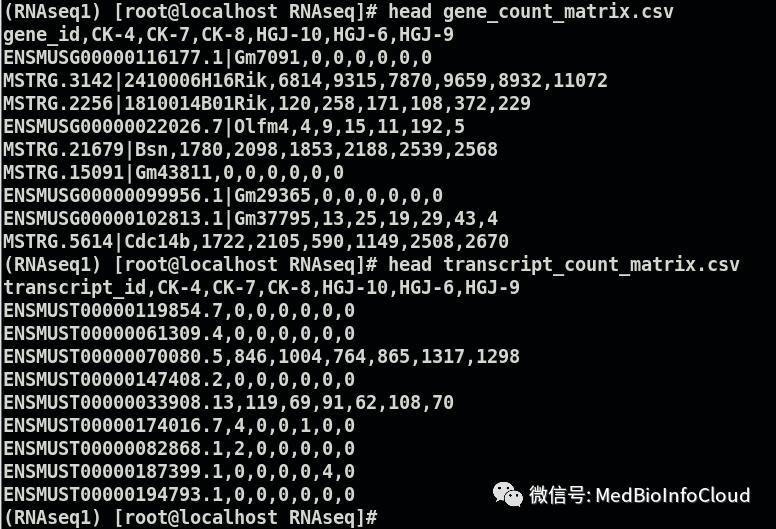 (RNAseq1) [root@localhost RNAseq]# head gene_count_matrix.csv
gene_id,CK-4,CK-7,CK-8,HGJ-10,HGJ-6,HGJ-9
ENSMUSG00000116177.1|Gm7091,0,0,0,0,0,0
MSTRG.3142|2410006H16Rik,6814,9315,7870,9659,8932,11072
MSTRG.2256|1810014B01Rik,120,258,171,108,372,229
ENSMUSG00000022026.7|Olfm4,4,9,15,11,192,5
MSTRG.21679|Bsn,1780,2098,1853,2188,2539,2568
MSTRG.15091|Gm43811,0,0,0,0,0,0
ENSMUSG00000099956.1|Gm29365,0,0,0,0,0,0
ENSMUSG00000102813.1|Gm37795,13,25,19,29,43,4
MSTRG.5614|Cdc14b,1722,2105,590,1149,2508,2670
(RNAseq1) [root@localhost RNAseq]# head transcript_count_matrix.csv
transcript_id,CK-4,CK-7,CK-8,HGJ-10,HGJ-6,HGJ-9
ENSMUST00000119854.7,0,0,0,0,0,0
ENSMUST00000061309.4,0,0,0,0,0,0
ENSMUST00000070080.5,846,1004,764,865,1317,1298
ENSMUST00000147408.2,0,0,0,0,0,0
ENSMUST00000033908.13,119,69,91,62,108,70
ENSMUST00000174016.7,4,0,0,1,0,0
ENSMUST00000082868.1,2,0,0,0,0,0
ENSMUST00000187399.1,0,0,0,0,4,0
ENSMUST00000194793.1,0,0,0,0,0,0
微信号: MedBioInfoCloud
(RNAseq1) [root@localhost RNAseq]#